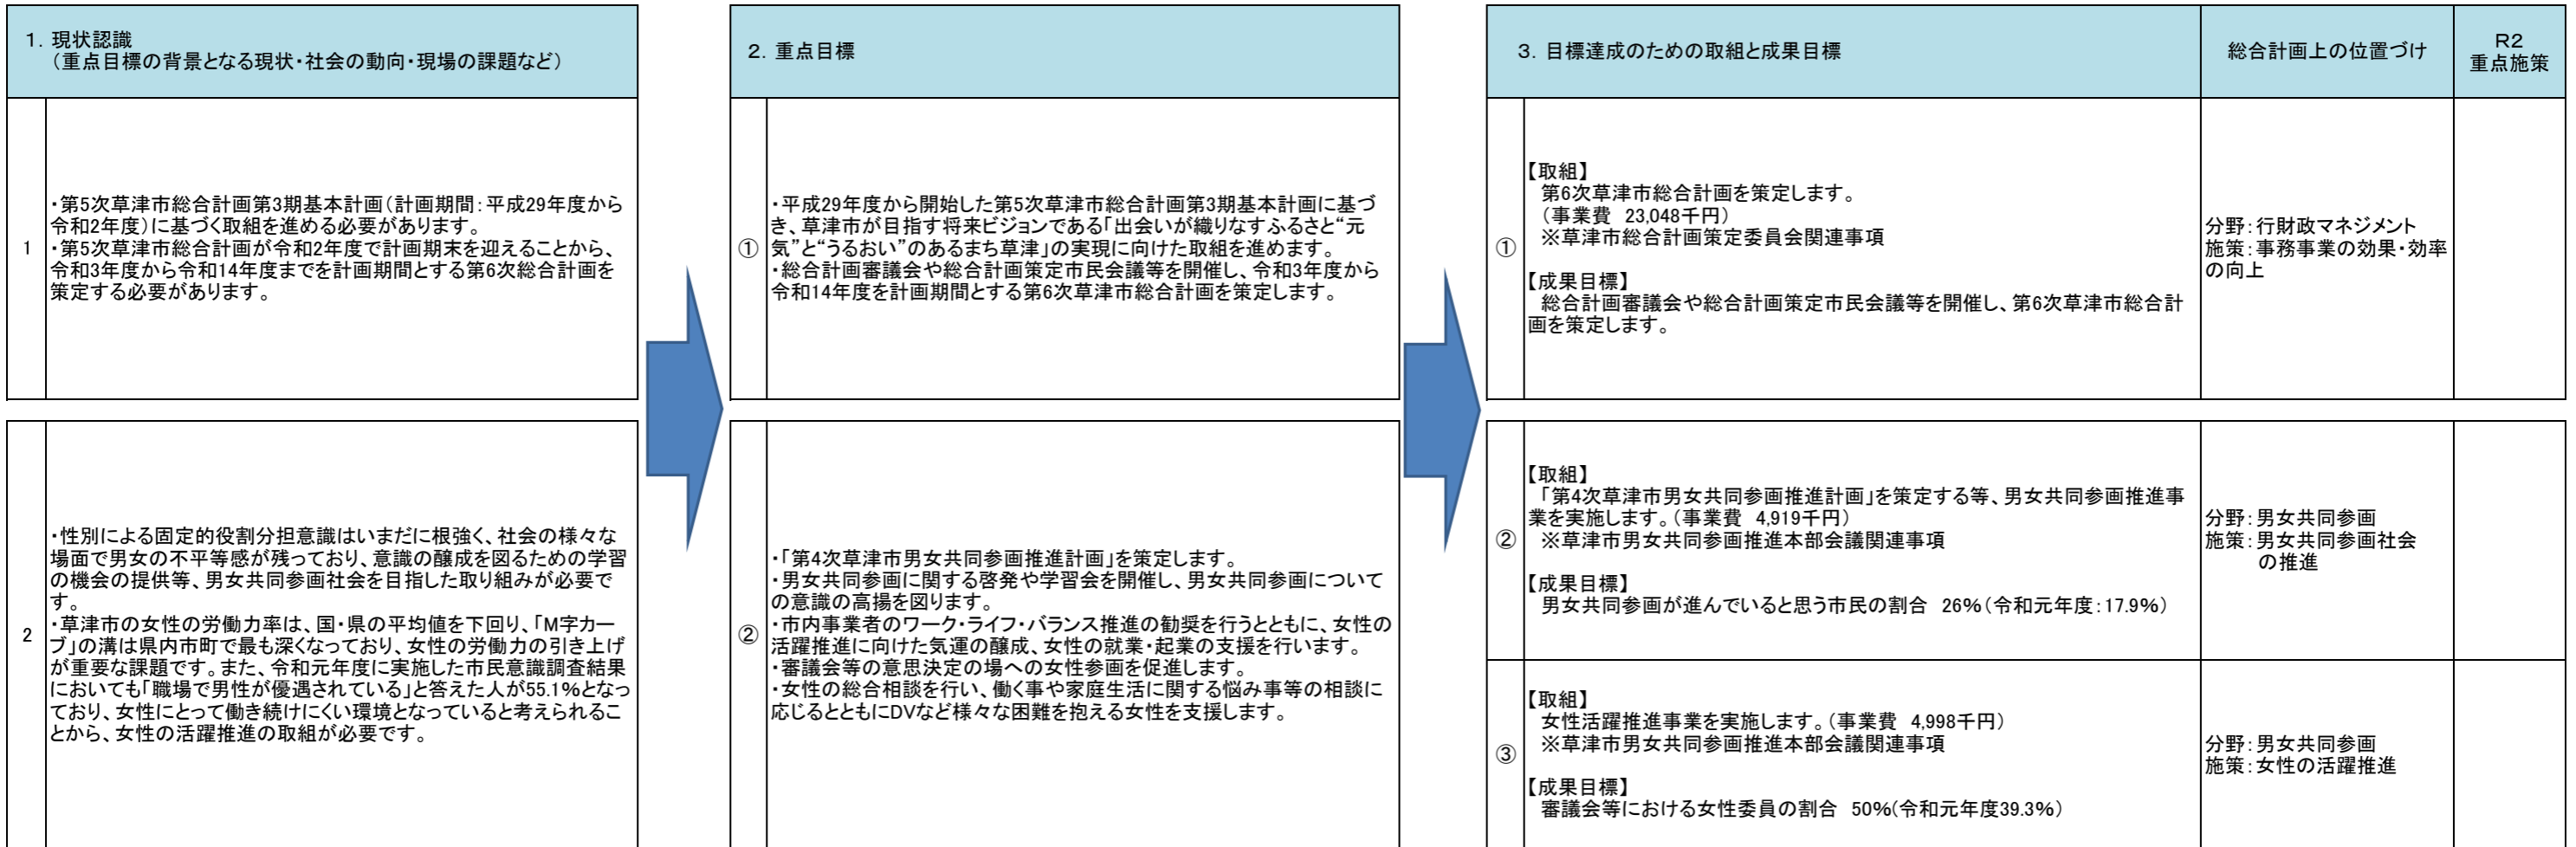 1．現状認識
（重点目標の背景となる現状・社会の動向・現場の課題など）
2．重点目標
3．目標達成のための取組と成果目標
総合計画上の位置づけ
R2
重点施策
1
・第5次草津市総合計画第3期基本計画（計画期間：平成29年度から
令和2年度）に基づく取組を進める必要があります。
・第5次草津市総合計画が令和2年度で計画期末を迎えることから、
令和3年度から令和14年度までを計画期間とする第6次総合計画を
策定する必要があります。
①
・平成29年度から開始した第5次草津市総合計画第3期基本計画に基づ
き、草津市が目指す将来ビジョンである「出会いが織りなすふるさと“元
気”と“うるおい”のあるまち草津」の実現に向けた取組を進めます。
・総合計画審議会や総合計画策定市民会議等を開催し、令和3年度から
令和14年度を計画期間とする第6次草津市総合計画を策定します。
①
【取組】
第6次草津市総合計画を策定します。
（事業費　23,048千円）
※草津市総合計画策定委員会関連事項
【成果目標】
総合計画審議会や総合計画策定市民会議等を開催し、第6次草津市総合計
画を策定します。
分野：行財政マネジメント
施策：事務事業の効果・効率
の向上
2
・性別による固定的役割分担意識はいまだに根強く、社会の様々な
場面で男女の不平等感が残っており、意識の醸成を図るための学習
の機会の提供等、男女共同参画社会を目指した取り組みが必要で
す。
・草津市の女性の労働力率は、国・県の平均値を下回り、「M字カー
ブ」の溝は県内市町で最も深くなっており、女性の労働力の引き上げ
が重要な課題です。また、令和元年度に実施した市民意識調査結果
においても「職場で男性が優遇されている」と答えた人が55.1％となっ
ており、女性にとって働き続けにくい環境となっていると考えられるこ
とから、女性の活躍推進の取組が必要です。
②
・「第4次草津市男女共同参画推進計画」を策定します。
・男女共同参画に関する啓発や学習会を開催し、男女共同参画について
の意識の高揚を図ります。
・市内事業者のワーク・ライフ・バランス推進の勧奨を行うとともに、女性の
活躍推進に向けた気運の醸成、女性の就業・起業の支援を行います。
・審議会等の意思決定の場への女性参画を促進します。
・女性の総合相談を行い、働く事や家庭生活に関する悩み事等の相談に
応じるとともにDVなど様々な困難を抱える女性を支援します。
②
【取組】
「第4次草津市男女共同参画推進計画」を策定する等、男女共同参画推進事
業を実施します。（事業費　4,919千円）
※草津市男女共同参画推進本部会議関連事項
【成果目標】
男女共同参画が進んでいると思う市民の割合　26％（令和元年度：17.9％）
分野：男女共同参画
施策：男女共同参画社会
の推進
③
【取組】
女性活躍推進事業を実施します。（事業費　4,998千円）
※草津市男女共同参画推進本部会議関連事項
【成果目標】
審議会等における女性委員の割合　50％（令和元年度39.3％）
分野：男女共同参画
施策：女性の活躍推進